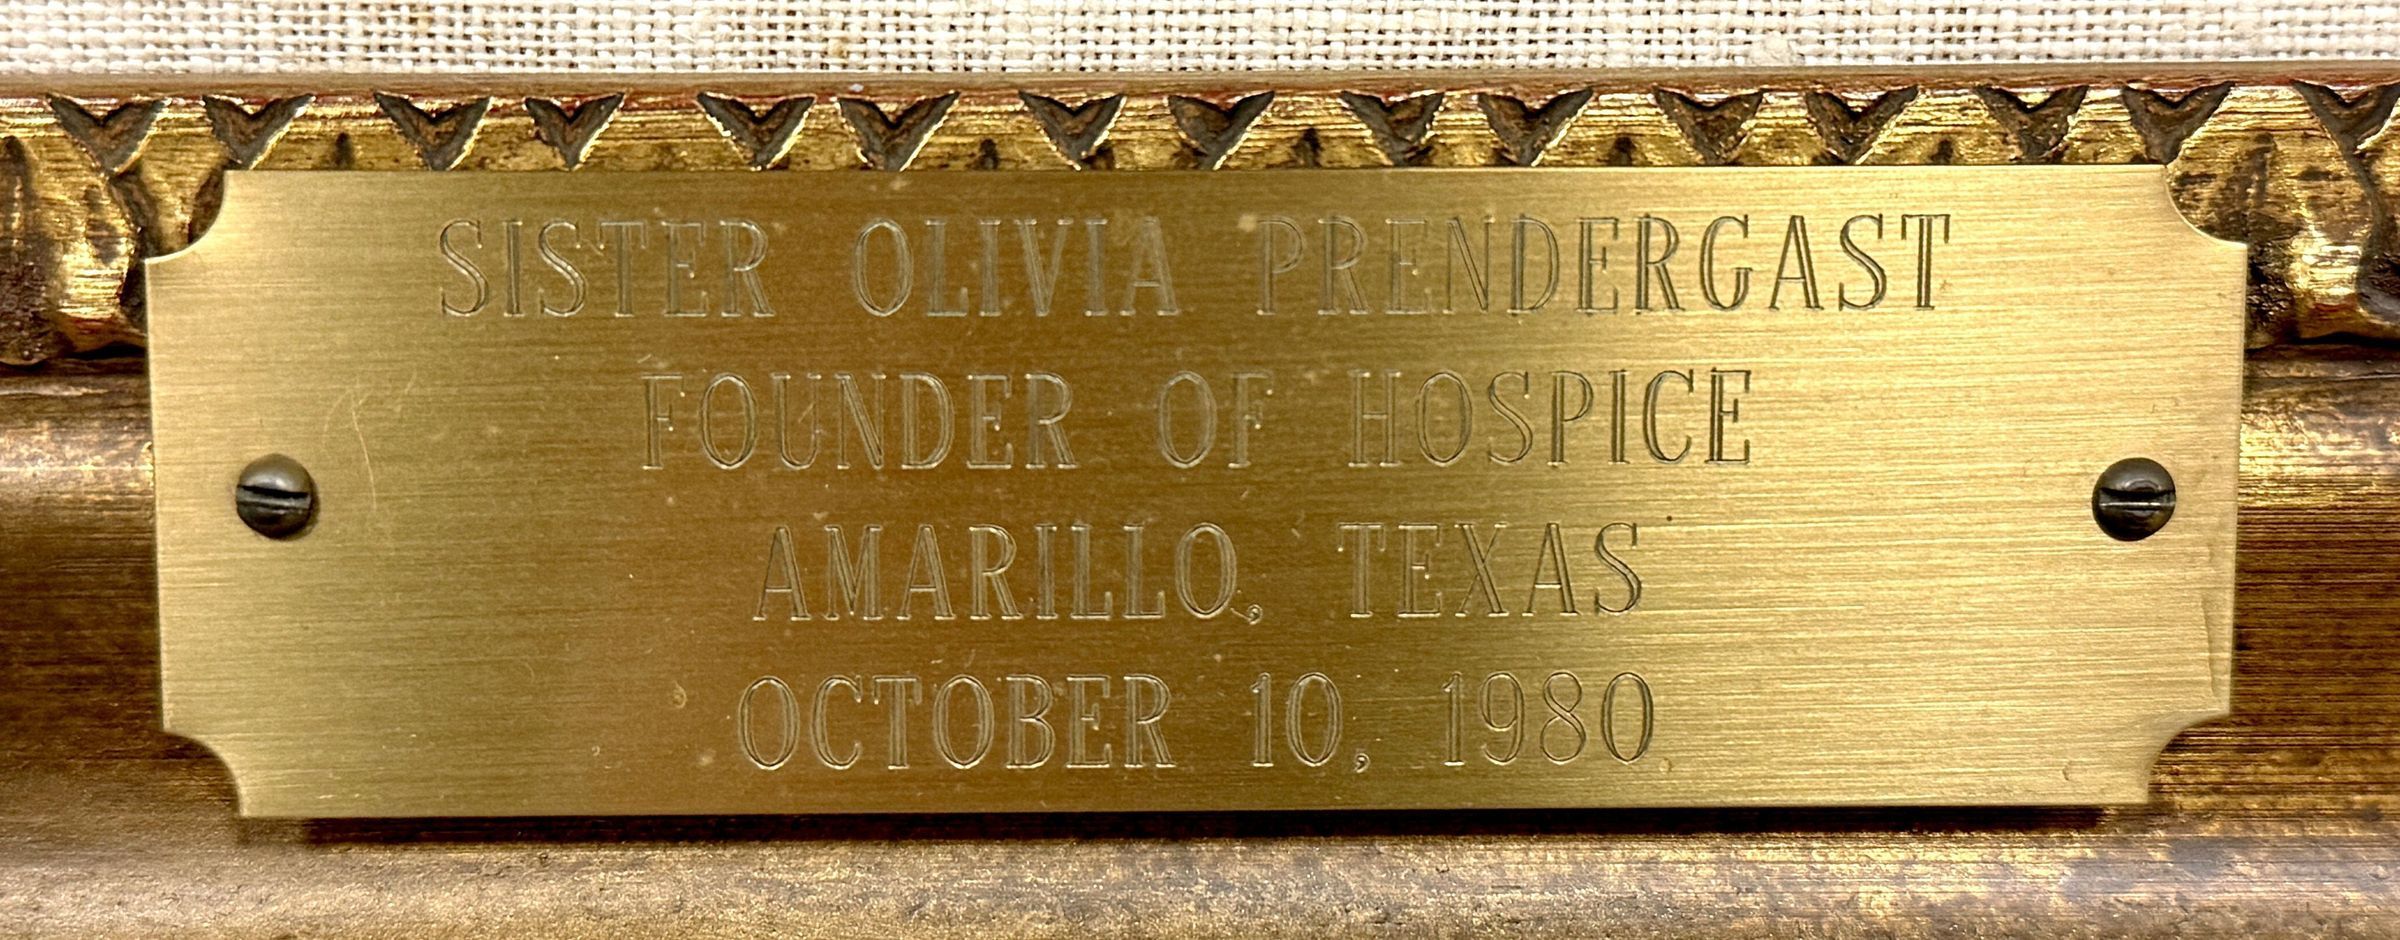 SISTER OLIVIA PRENDERGAST
FOUNDER OF HOSPICE
AMARILLO, TEXAS
OCTOBER 10, 1980